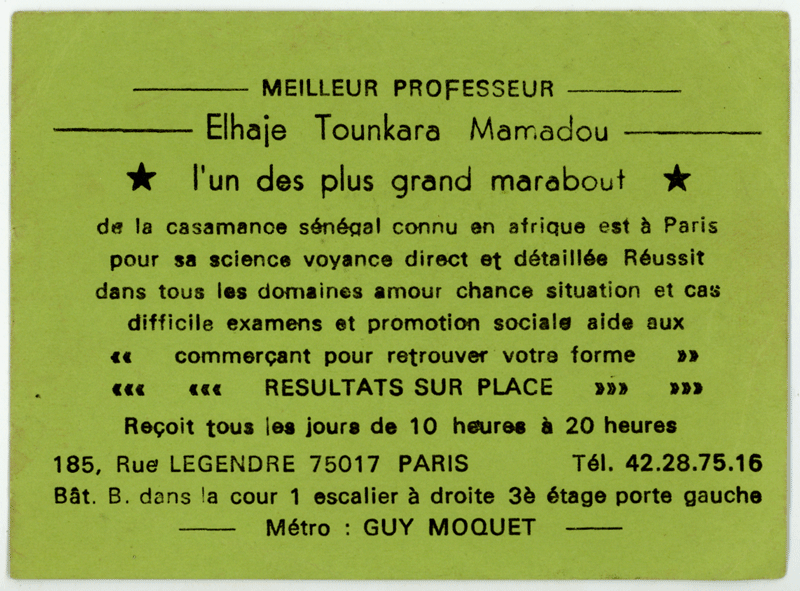 MEILLEUR PROFESSEUR
Elhaje Tounkara Mamadou
★ l'un des plus grand marabout ★
de la casamance sénégal connu en afrique est à Paris
pour sa science voyance direct et détaillée Réussit
dans tous les domaines amour chance situation et cas
difficile examens et promotion sociale aide aux
«« commerçant pour retrouver votre forme »»
««« ««« RESULTATS SUR PLACE »»» »»»
Reçoit tous les jours de 10 heures à 20 heures
185, Rue LEGENDRE 75017 PARIS Tél. 42.28.75.16
Bât. B. dans la cour 1 escalier à droite 3è étage porte gauche
Métro : GUY MOQUET